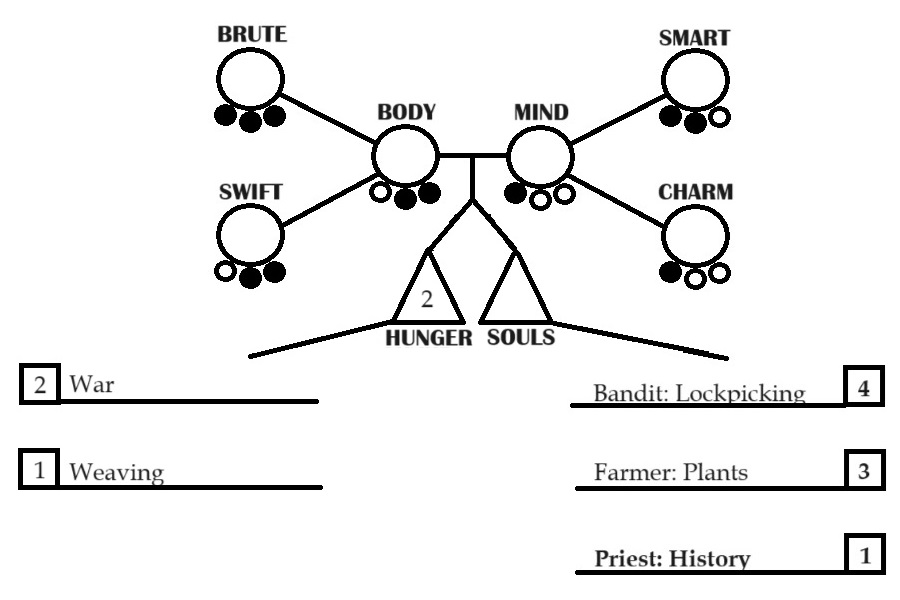 BRUTE
SMART
BODY
MIND
SWIFT
CHARM
2
HUNGER
SOULS
2 War
Bandit: Lockpicking 4
1 Weaving
Farmer: Plants 3
Priest: History 1